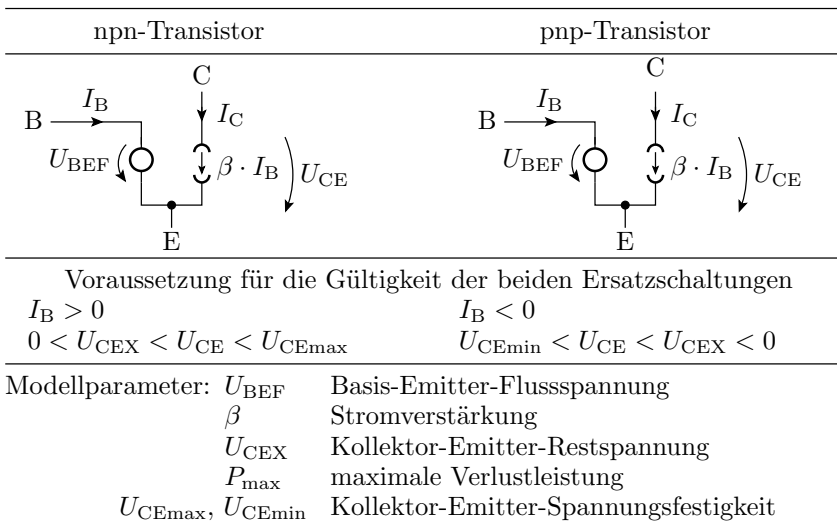 npn-Transistor pnp-Transistor
C C
I_B I_C I_B I_C
B B
U_BEF β · I_B U_CE U_BEF β · I_B U_CE
E E
Voraussetzung für die Gültigkeit der beiden Ersatzschaltungen
I_B > 0 I_B < 0
0 < U_CEX < U_CE < U_CEmax U_CEmin < U_CE < U_CEX < 0
Modellparameter: U_BEF Basis-Emitter-Flussspannung
β Stromverstärkung
U_CEX Kollektor-Emitter-Restspannung
P_max maximale Verlustleistung
U_CEmax, U_CEmin Kollektor-Emitter-Spannungsfestigkeit